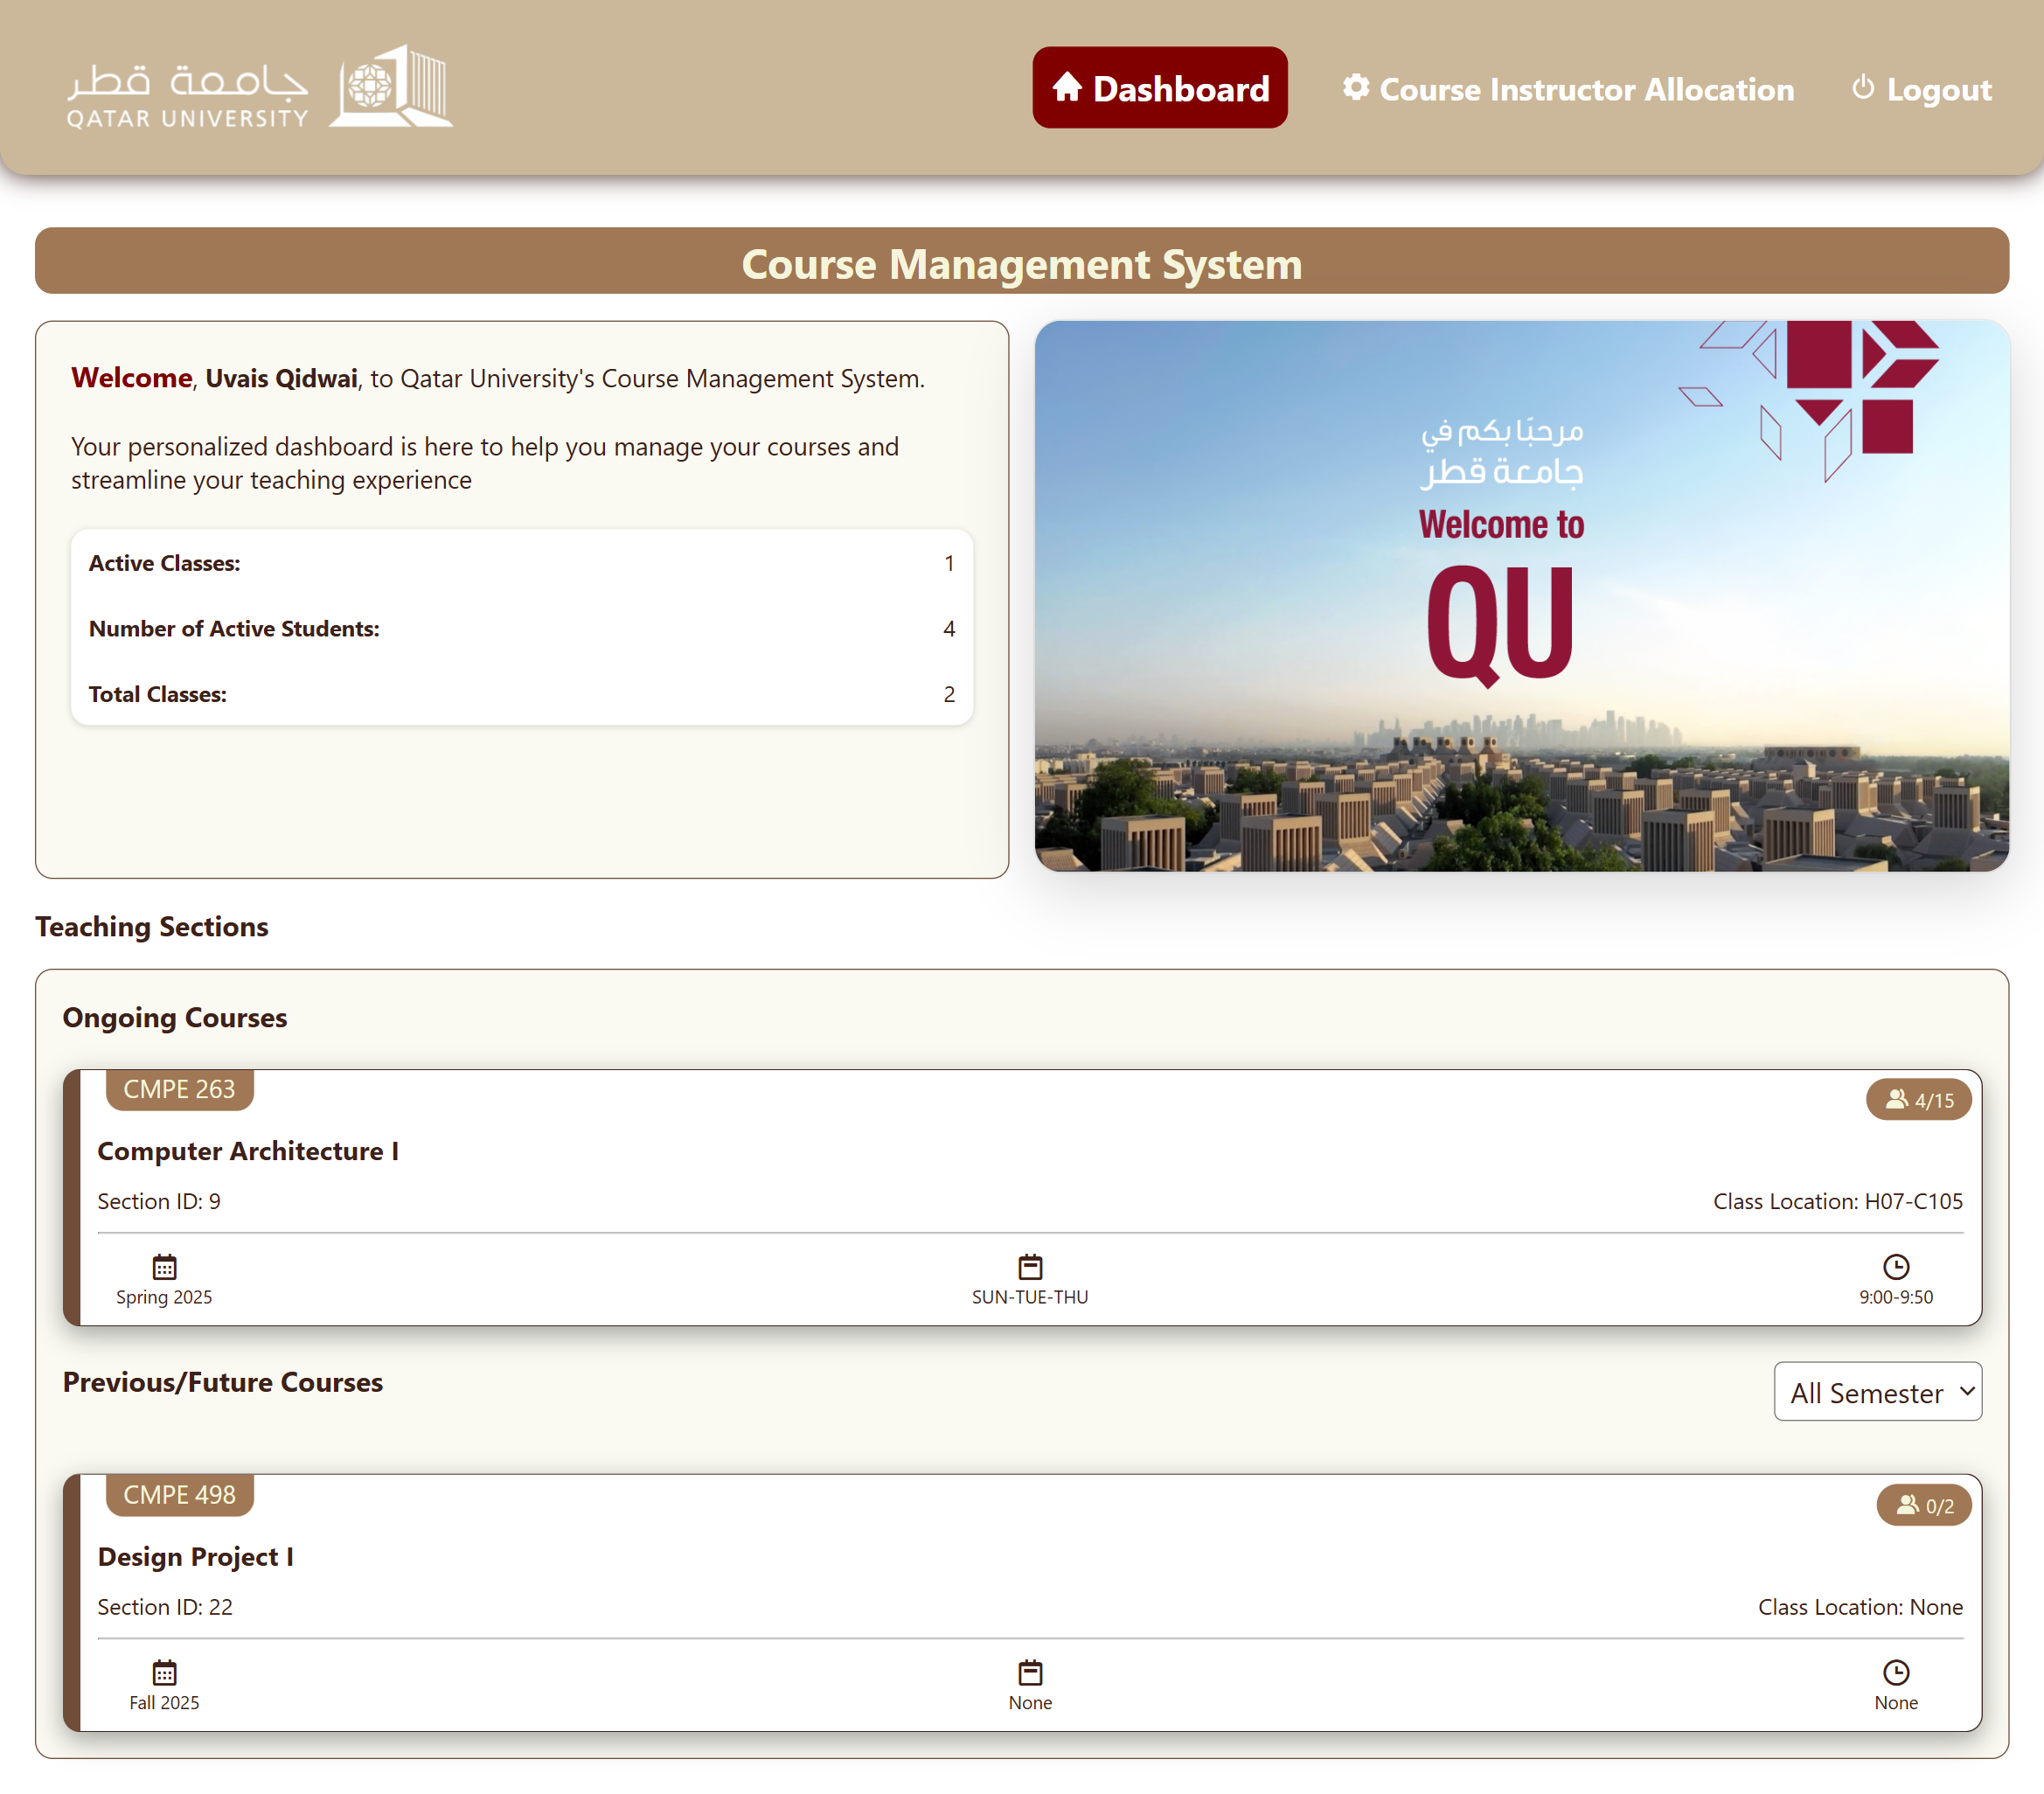 جامعة قطر
QATAR UNIVERSITY
Dashboard
Course Instructor Allocation
Logout
Course Management System
Welcome, Uvais Qidwai, to Qatar University's Course Management System.
Your personalized dashboard is here to help you manage your courses and
streamline your teaching experience
Active Classes: 1
Number of Active Students: 4
Total Classes: 2
مرحبًا بكم في
جامعة قطر
Welcome to
QU
Teaching Sections
Ongoing Courses
CMPE 263
4/15
Computer Architecture I
Section ID: 9
Class Location: H07-C105
Spring 2025
SUN-TUE-THU
9:00-9:50
Previous/Future Courses
All Semester
CMPE 498
0/2
Design Project I
Section ID: 22
Class Location: None
Fall 2025
None
None